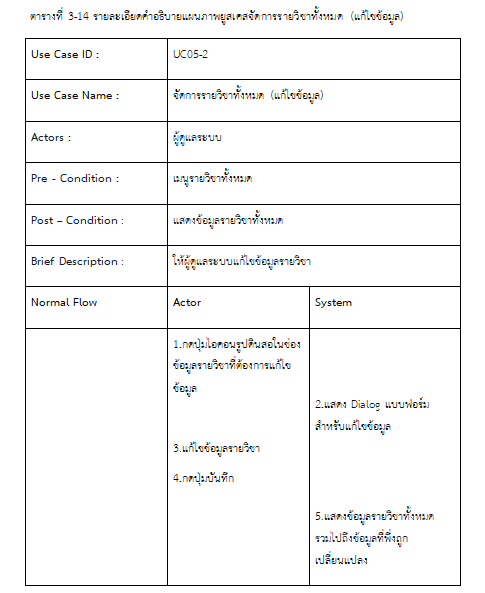 ตารางที่ 3-14 รายละเอียดคำอธิบายแผนภาพยูสเคสจัดการรายวิชาทั้งหมด (แก้ไขข้อมูล)
Use Case ID : UC05-2
Use Case Name : จัดการรายวิชาทั้งหมด (แก้ไขข้อมูล)
Actors : ผู้ดูแลระบบ
Pre - Condition : เมนูรายวิชาทั้งหมด
Post – Condition : แสดงข้อมูลรายวิชาทั้งหมด
Brief Description : ให้ผู้ดูแลระบบแก้ไขข้อมูลรายวิชา
Normal Flow Actor System
1.กดปุ่มไอคอนรูปดินสอในช่อง
ข้อมูลรายวิชาที่ต้องการแก้ไข
ข้อมูล
2.แสดง Dialog แบบฟอร์ม
สำหรับแก้ไขข้อมูล
3.แก้ไขข้อมูลรายวิชา
4.กดปุ่มบันทึก
5.แสดงข้อมูลรายวิชาทั้งหมด
รวมไปถึงข้อมูลที่พึ่งถูก
เปลี่ยนแปลง